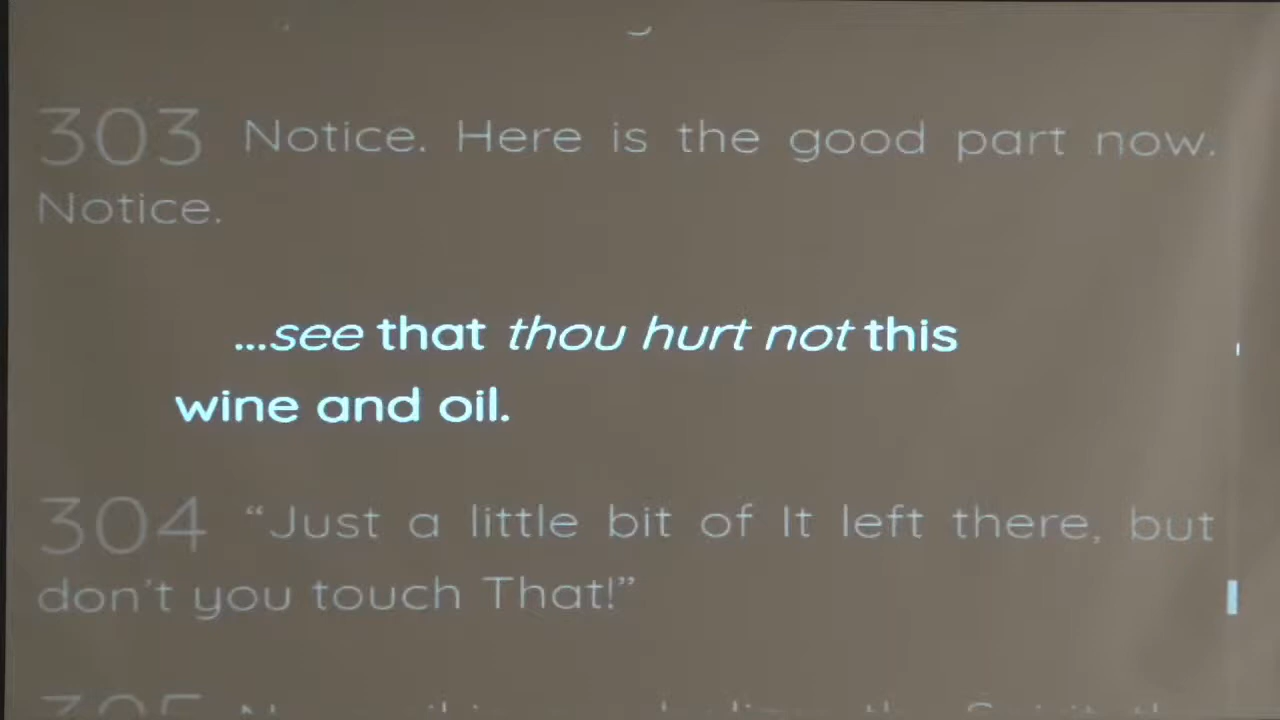 303 Notice. Here is the good part now.
Notice.
...see that thou hurt not this
wine and oil.
304 “Just a little bit of It left there, but
don't you touch That!”